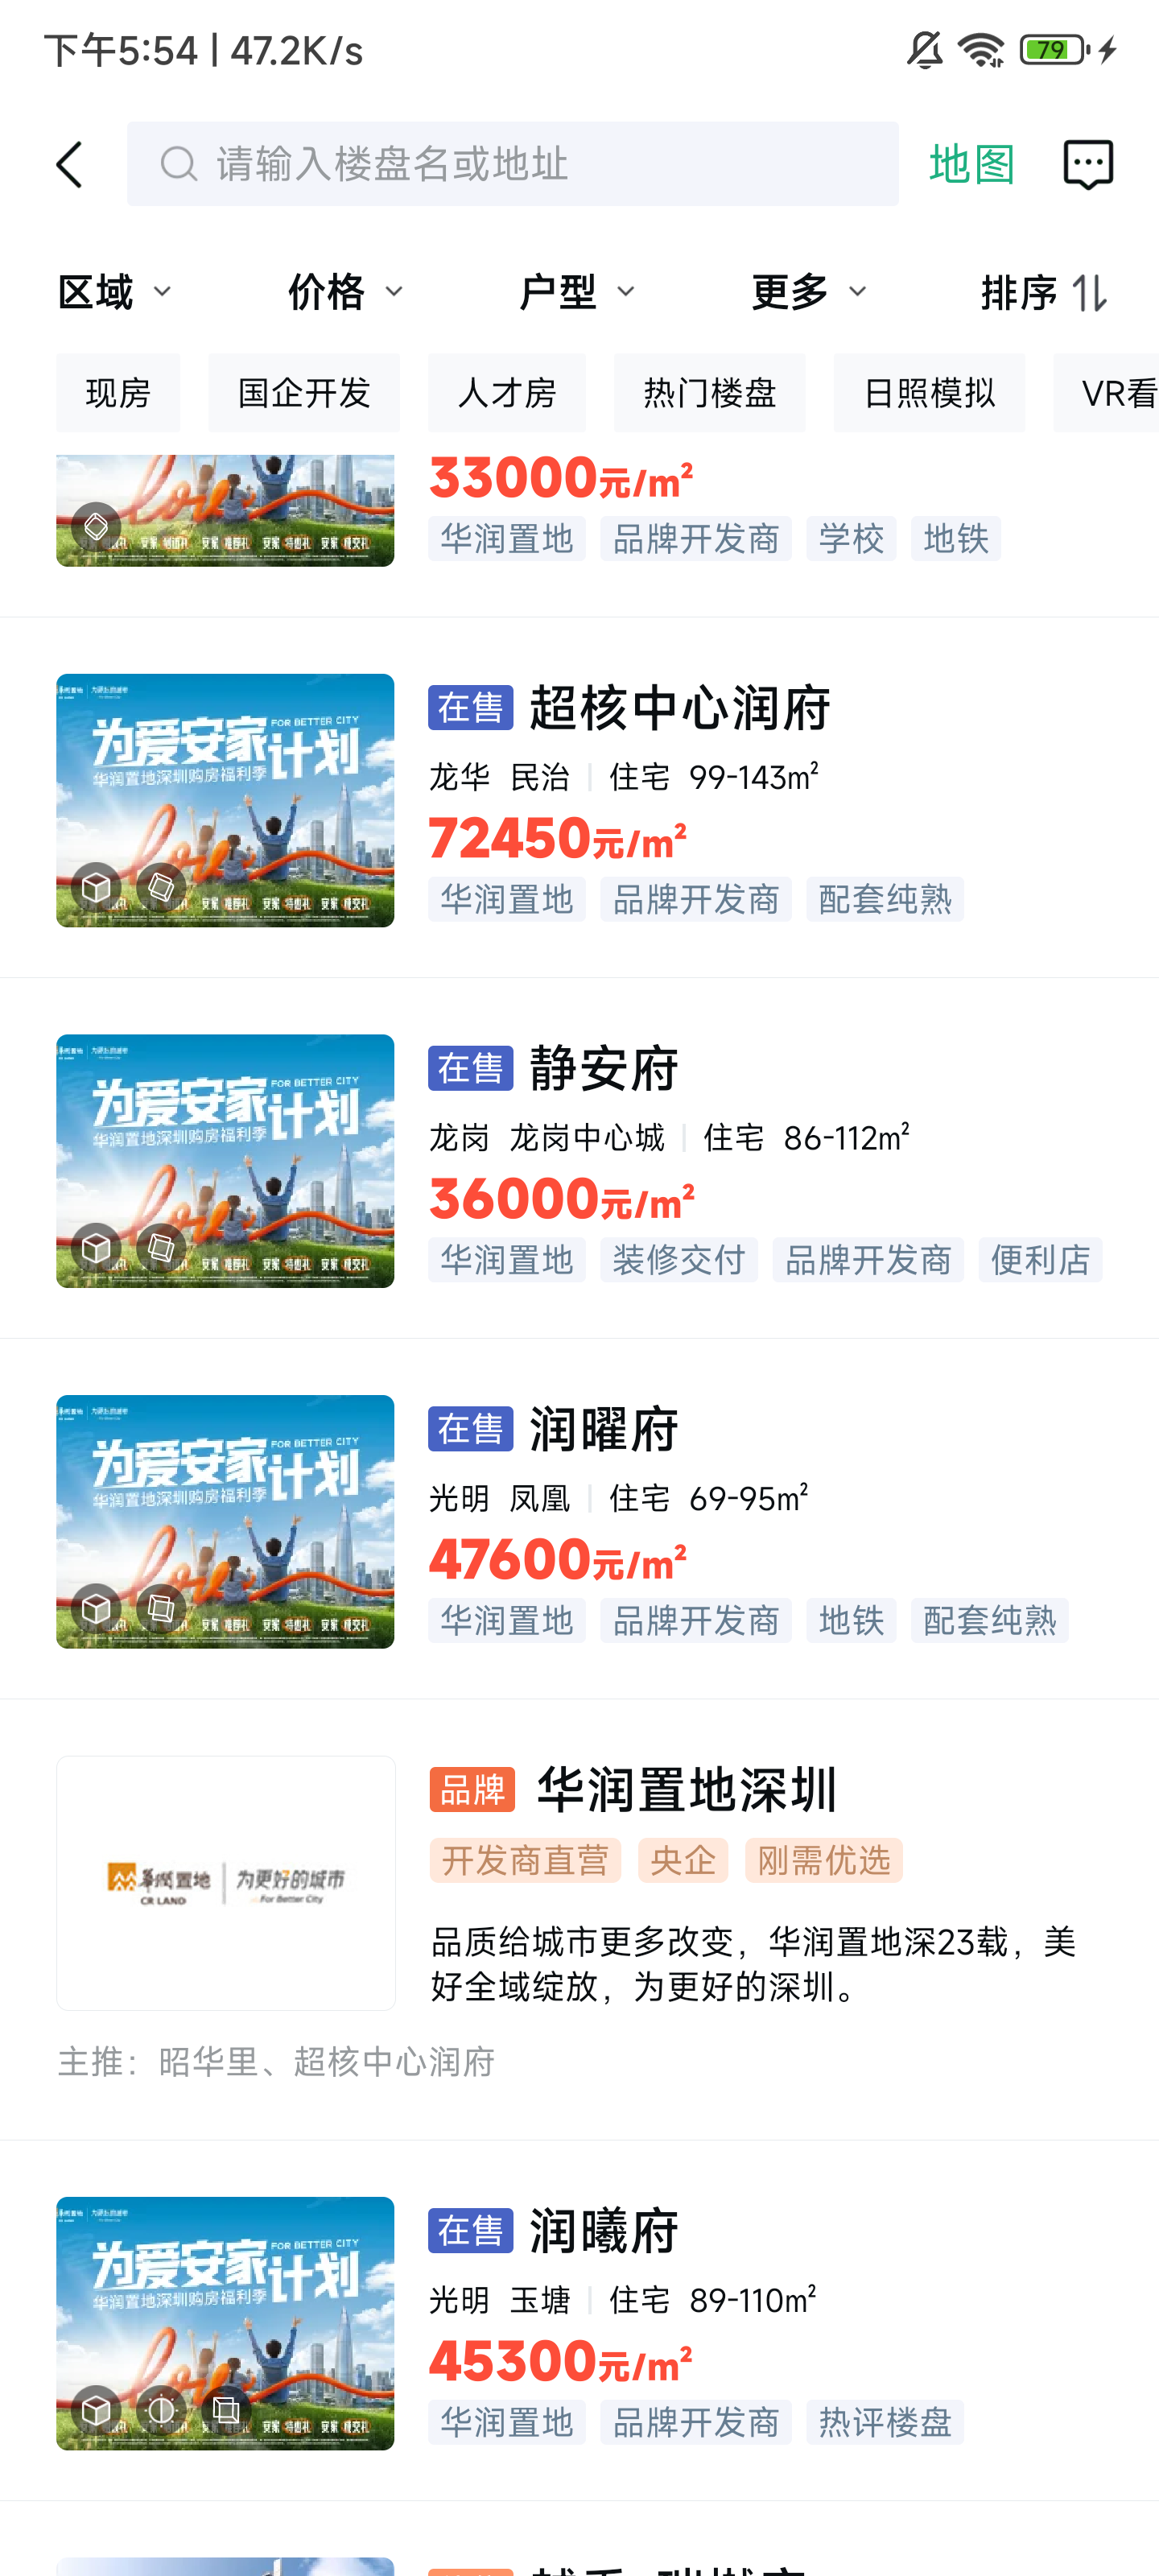 下午5:54 | 47.2K/s
79
请输入楼盘名或地址
地图
区域 价格 户型 更多 排序
现房 国企开发 人才房 热门楼盘 日照模拟 VR看
love
33000元/m²
华润置地 品牌开发商 学校 地铁
为爱安家计划
FOR BETTER CITY
华润置地深圳购房福利季
在售 超核中心润府
龙华 民治 | 住宅 99-143m²
72450元/m²
华润置地 品牌开发商 配套纯熟
为爱安家计划
FOR BETTER CITY
华润置地深圳购房福利季
在售 静安府
龙岗 龙岗中心城 | 住宅 86-112m²
36000元/m²
华润置地 装修交付 品牌开发商 便利店
为爱安家计划
FOR BETTER CITY
华润置地深圳购房福利季
在售 润曜府
光明 凤凰 | 住宅 69-95m²
47600元/m²
华润置地 品牌开发商 地铁 配套纯熟
华润置地 | 为更好的城市
CR LAND For Better City
品牌 华润置地深圳
开发商直营 央企 刚需优选
品质给城市更多改变，华润置地深23载，美
好全域绽放，为更好的深圳。
主推：昭华里、超核中心润府
为爱安家计划
FOR BETTER CITY
华润置地深圳购房福利季
在售 润曦府
光明 玉塘 | 住宅 89-110m²
45300元/m²
华润置地 品牌开发商 热评楼盘